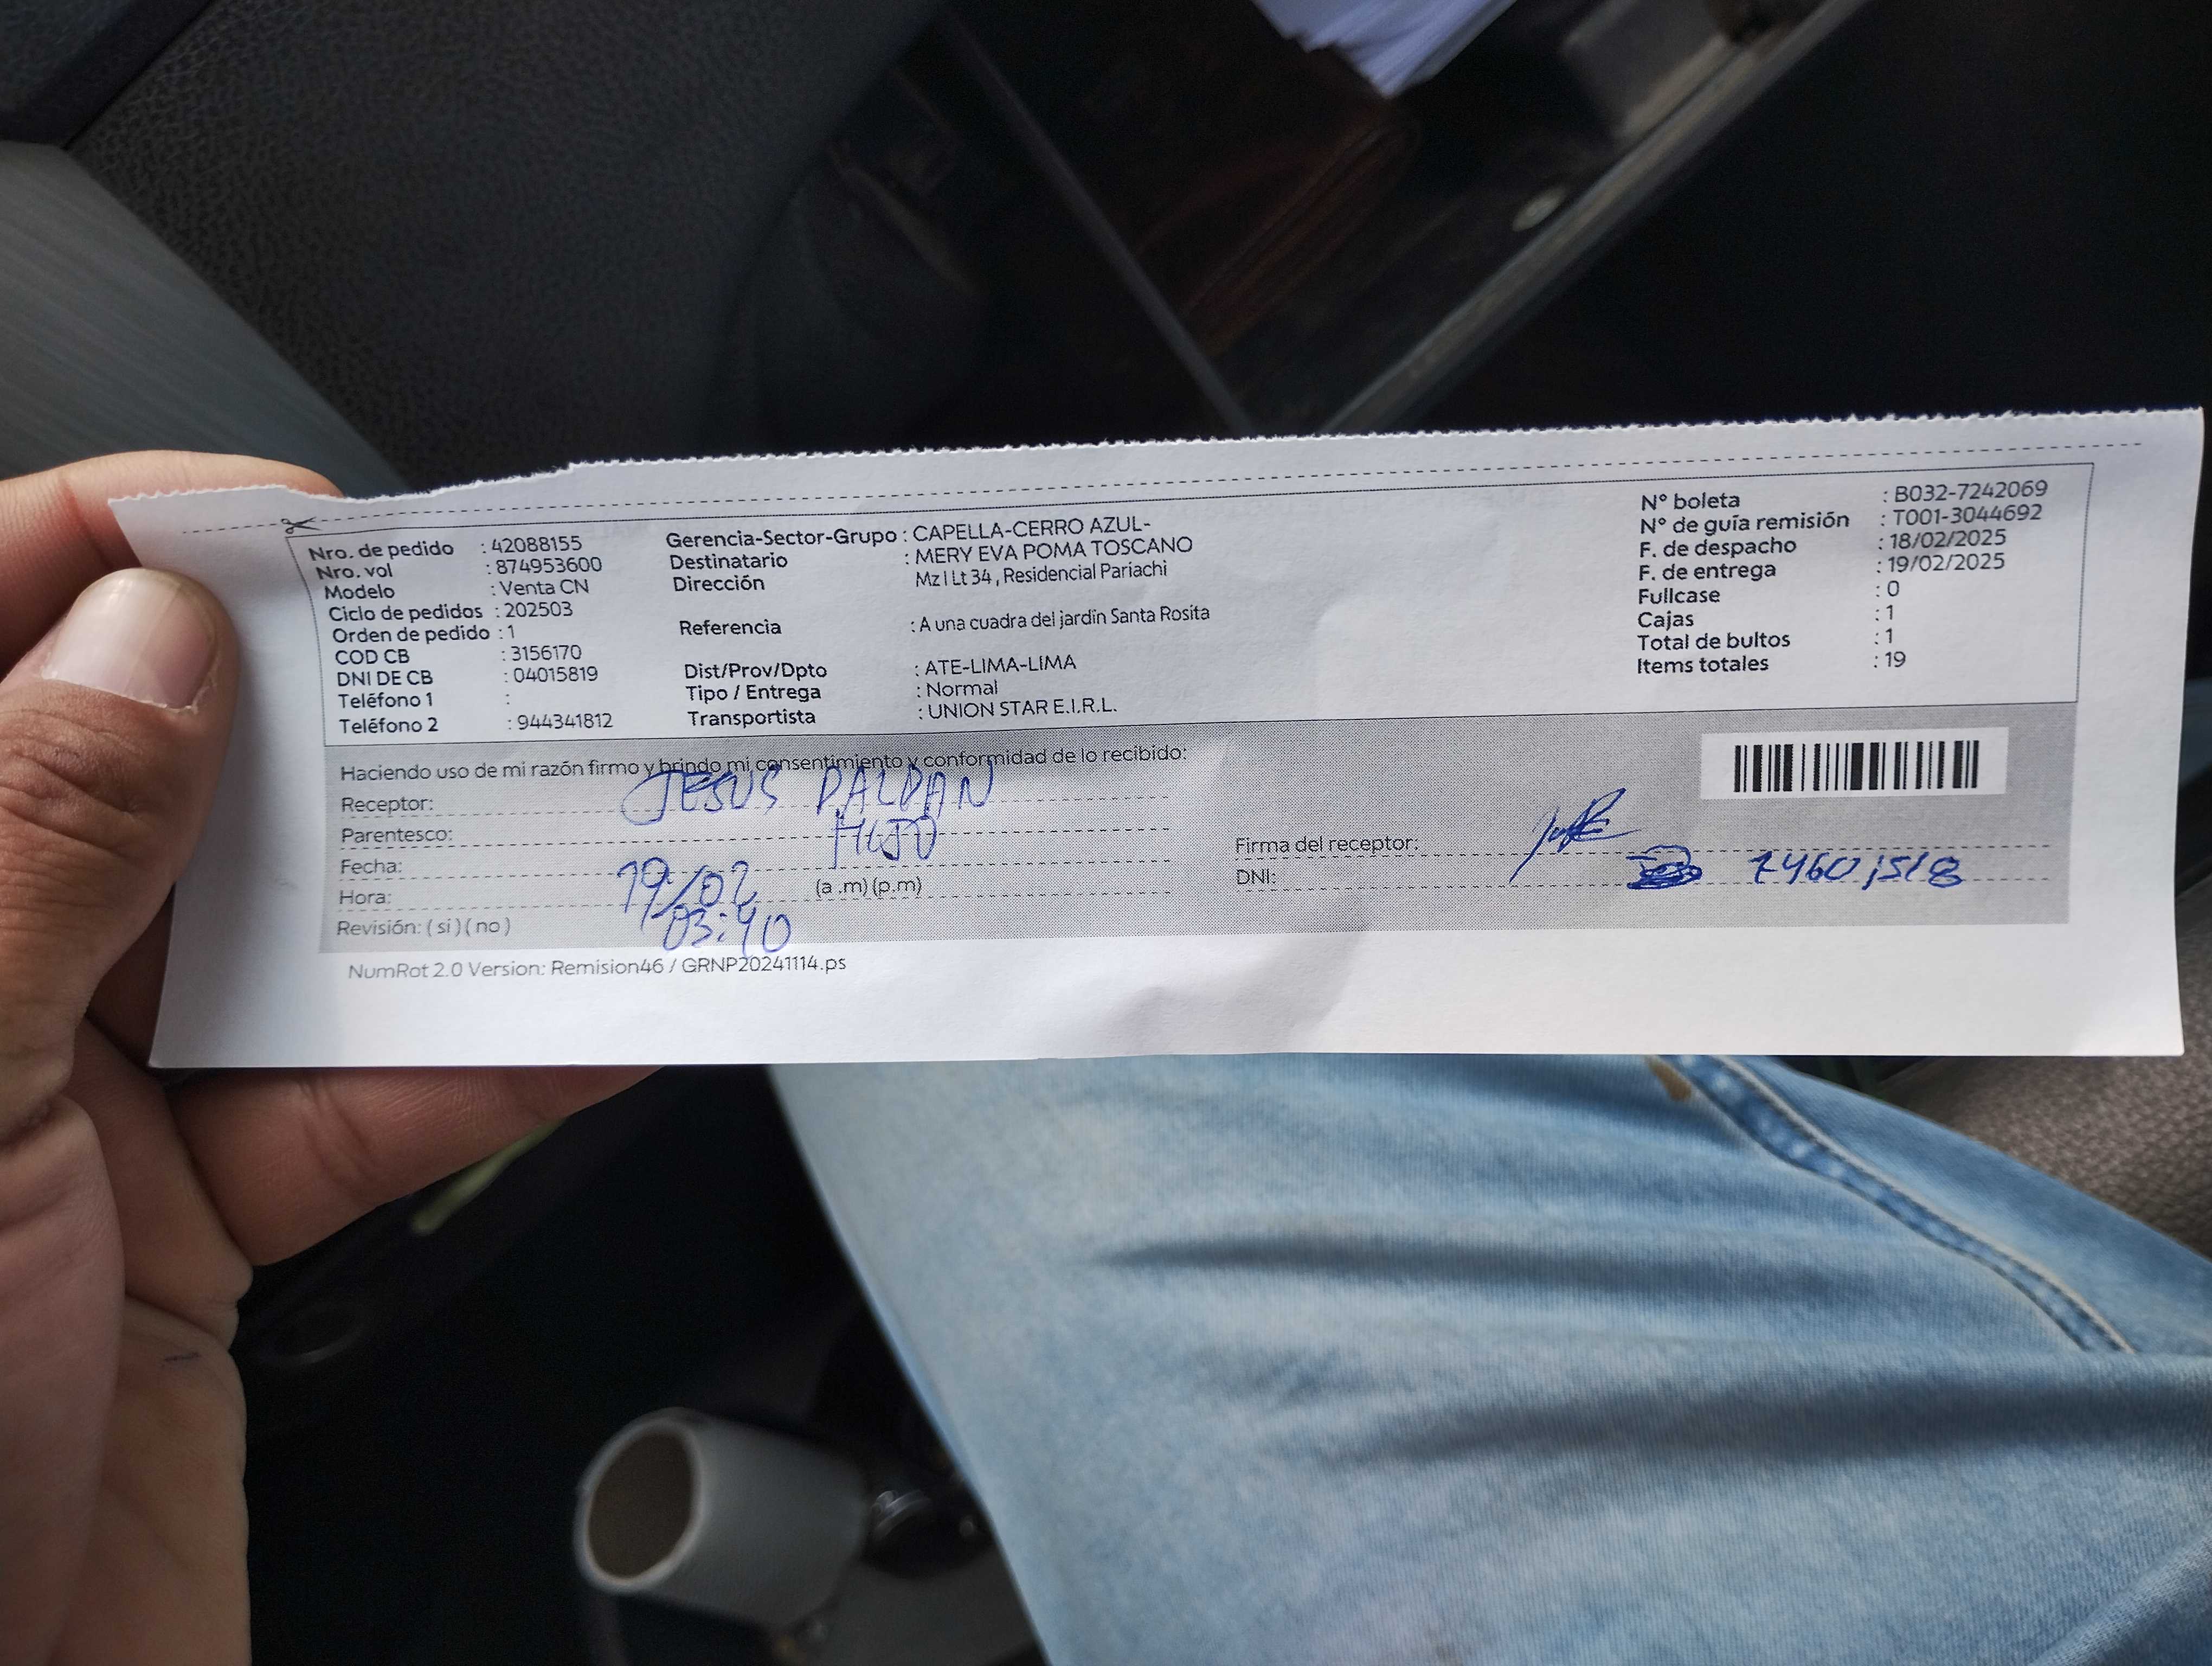 Nro. de pedido : 42088155
Nro. vol : 874953600
Modelo : Venta CN
Ciclo de pedidos : 202503
Orden de pedido : 1
COD CB : 3156170
DNI DE CB : 04015819
Teléfono 1 :
Teléfono 2 : 944341812
Gerencia-Sector-Grupo : CAPELLA-CERRO AZUL-
Destinatario : MERY EVA POMA TOSCANO
Dirección Mz I Lt 34 , Residencial Pariachi
Referencia : A una cuadra del jardín Santa Rosita
Dist/Prov/Dpto : ATE-LIMA-LIMA
Tipo / Entrega : Normal
Transportista : UNION STAR E.I.R.L.
N° boleta : B032-7242069
N° de guía remisión : T001-3044692
F. de despacho : 18/02/2025
F. de entrega : 19/02/2025
Fullcase : 0
Cajas : 1
Total de bultos : 1
Items totales : 19
Haciendo uso de mi razón firmo y brindo mi consentimiento y conformidad de lo recibido:
Receptor: JESUS
Parentesco: HIJO
Fecha: 19/02
Hora: 03:40 (a .m) (p.m)
Revisión: ( si ) ( no )
Firma del receptor:
DNI:
NumRot 2.0 Version: Remision46 / GRNP20241114.ps